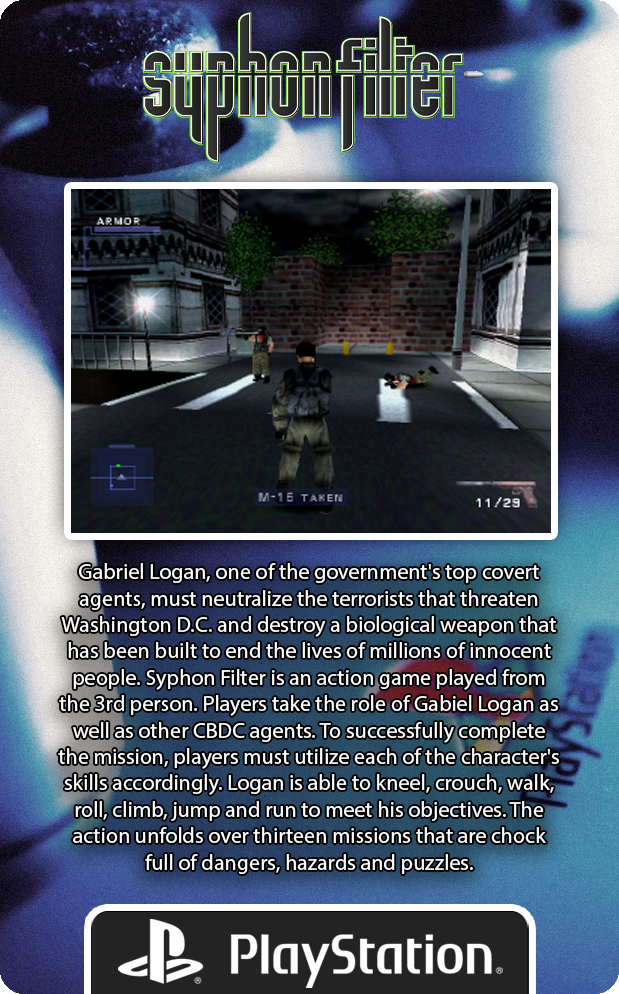 syphon filter
ARMOR
M-16 TAKEN
11/29
Gabriel Logan, one of the government's top covert
agents, must neutralize the terrorists that threaten
Washington D.C. and destroy a biological weapon that
has been built to end the lives of millions of innocent
people. Syphon Filter is an action game played from
the 3rd person. Players take the role of Gabiel Logan as
well as other CBDC agents. To successfully complete
the mission, players must utilize each of the character's
skills accordingly. Logan is able to kneel, crouch, walk,
roll, climb, jump and run to meet his objectives. The
action unfolds over thirteen missions that are chock
full of dangers, hazards and puzzles.
PlayStation
® PlayStation®